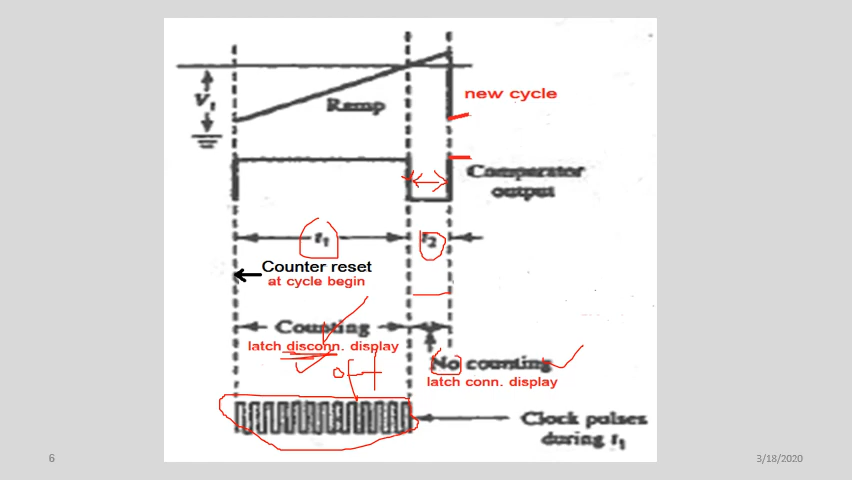 new cycle
V₁
Ramp
Comparator
output
t₁
t₂
Counter reset
at cycle begin
Counting
latch disconn. display
off
No counting
latch conn. display
Clock pulses
during t₁
6
3/18/2020